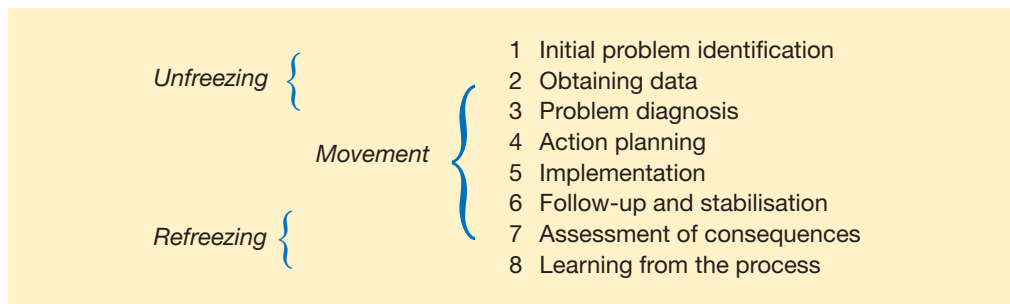 Unfreezing
Movement
Refreezing
1 Initial problem identification
2 Obtaining data
3 Problem diagnosis
4 Action planning
5 Implementation
6 Follow-up and stabilisation
7 Assessment of consequences
8 Learning from the process